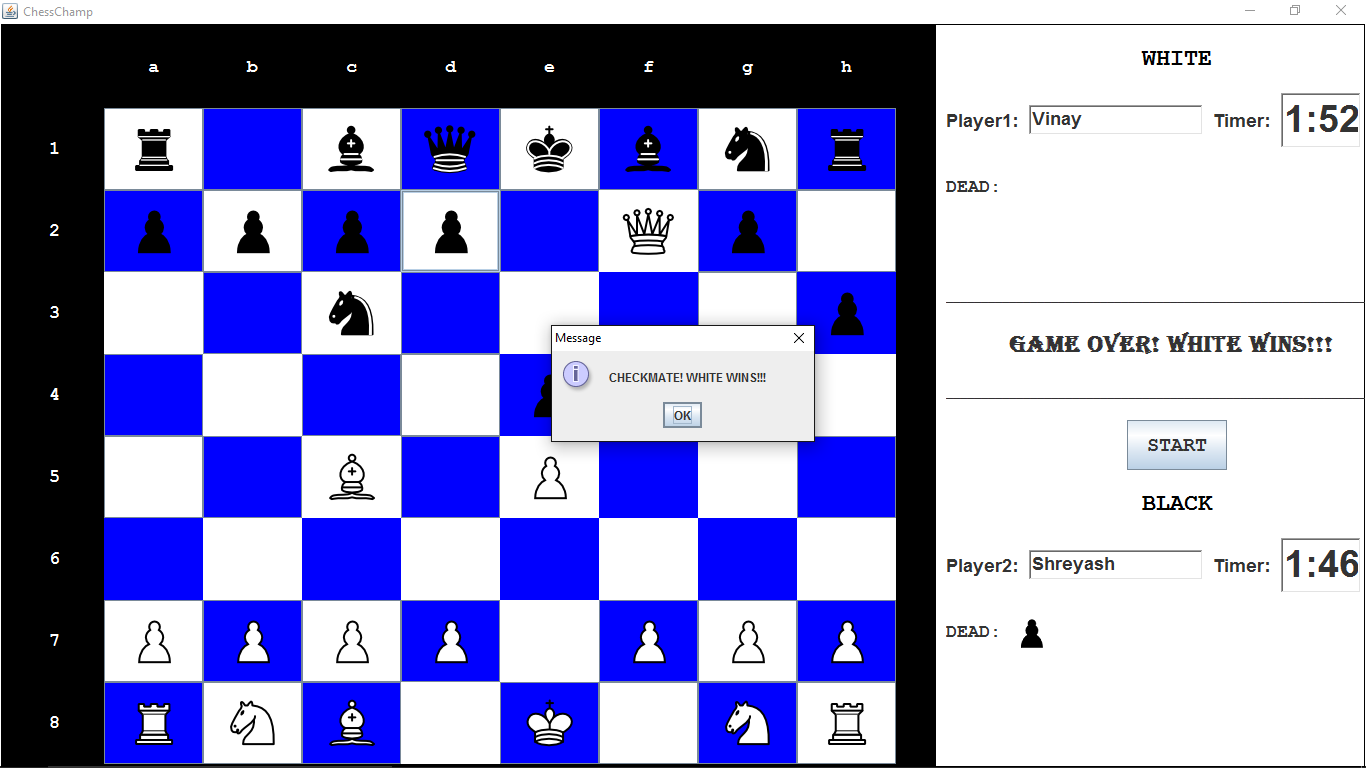 ChessChamp
a b c d e f g h
1
2
3
4
5
6
7
8
WHITE
Player1: Vinay Timer: 1:52
DEAD:
GAME OVER! WHITE WINS!!!
START
BLACK
Player2: Shreyash Timer: 1:46
DEAD:
Message
i
CHECKMATE! WHITE WINS!!!
OK